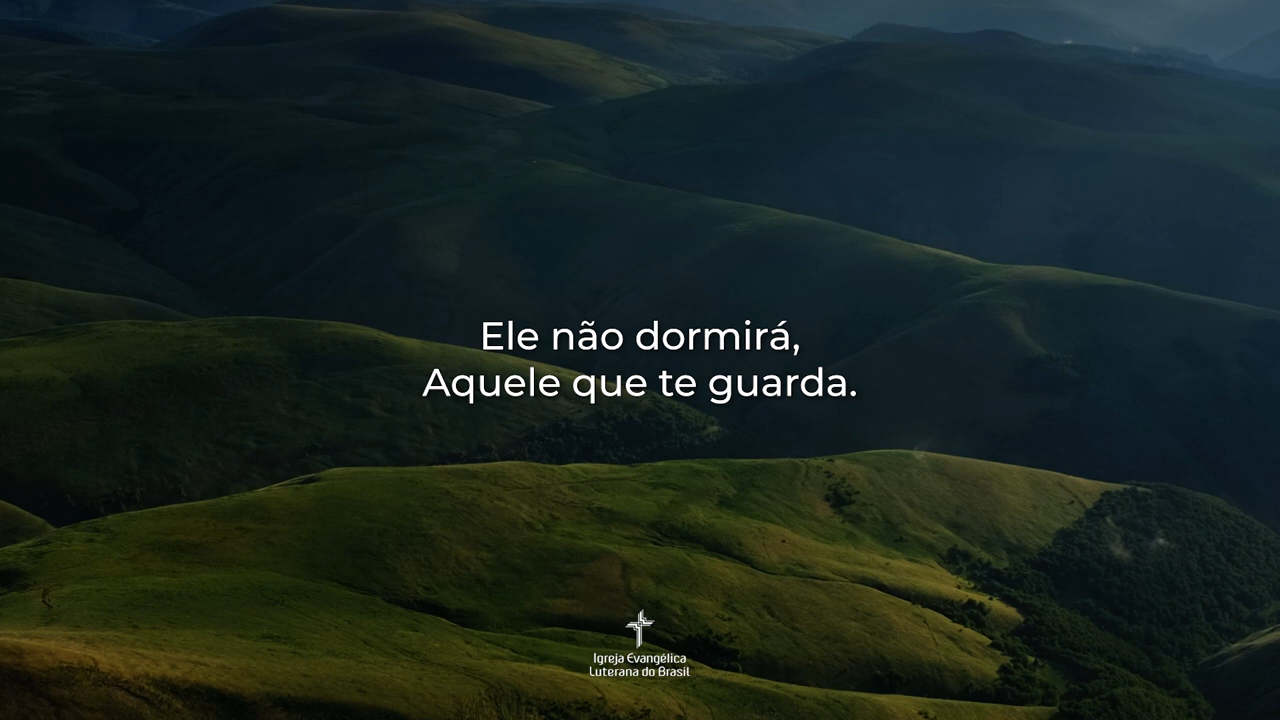 Ele não dormirá,
Aquele que te guarda.
Igreja Evangélica
Luterana do Brasil